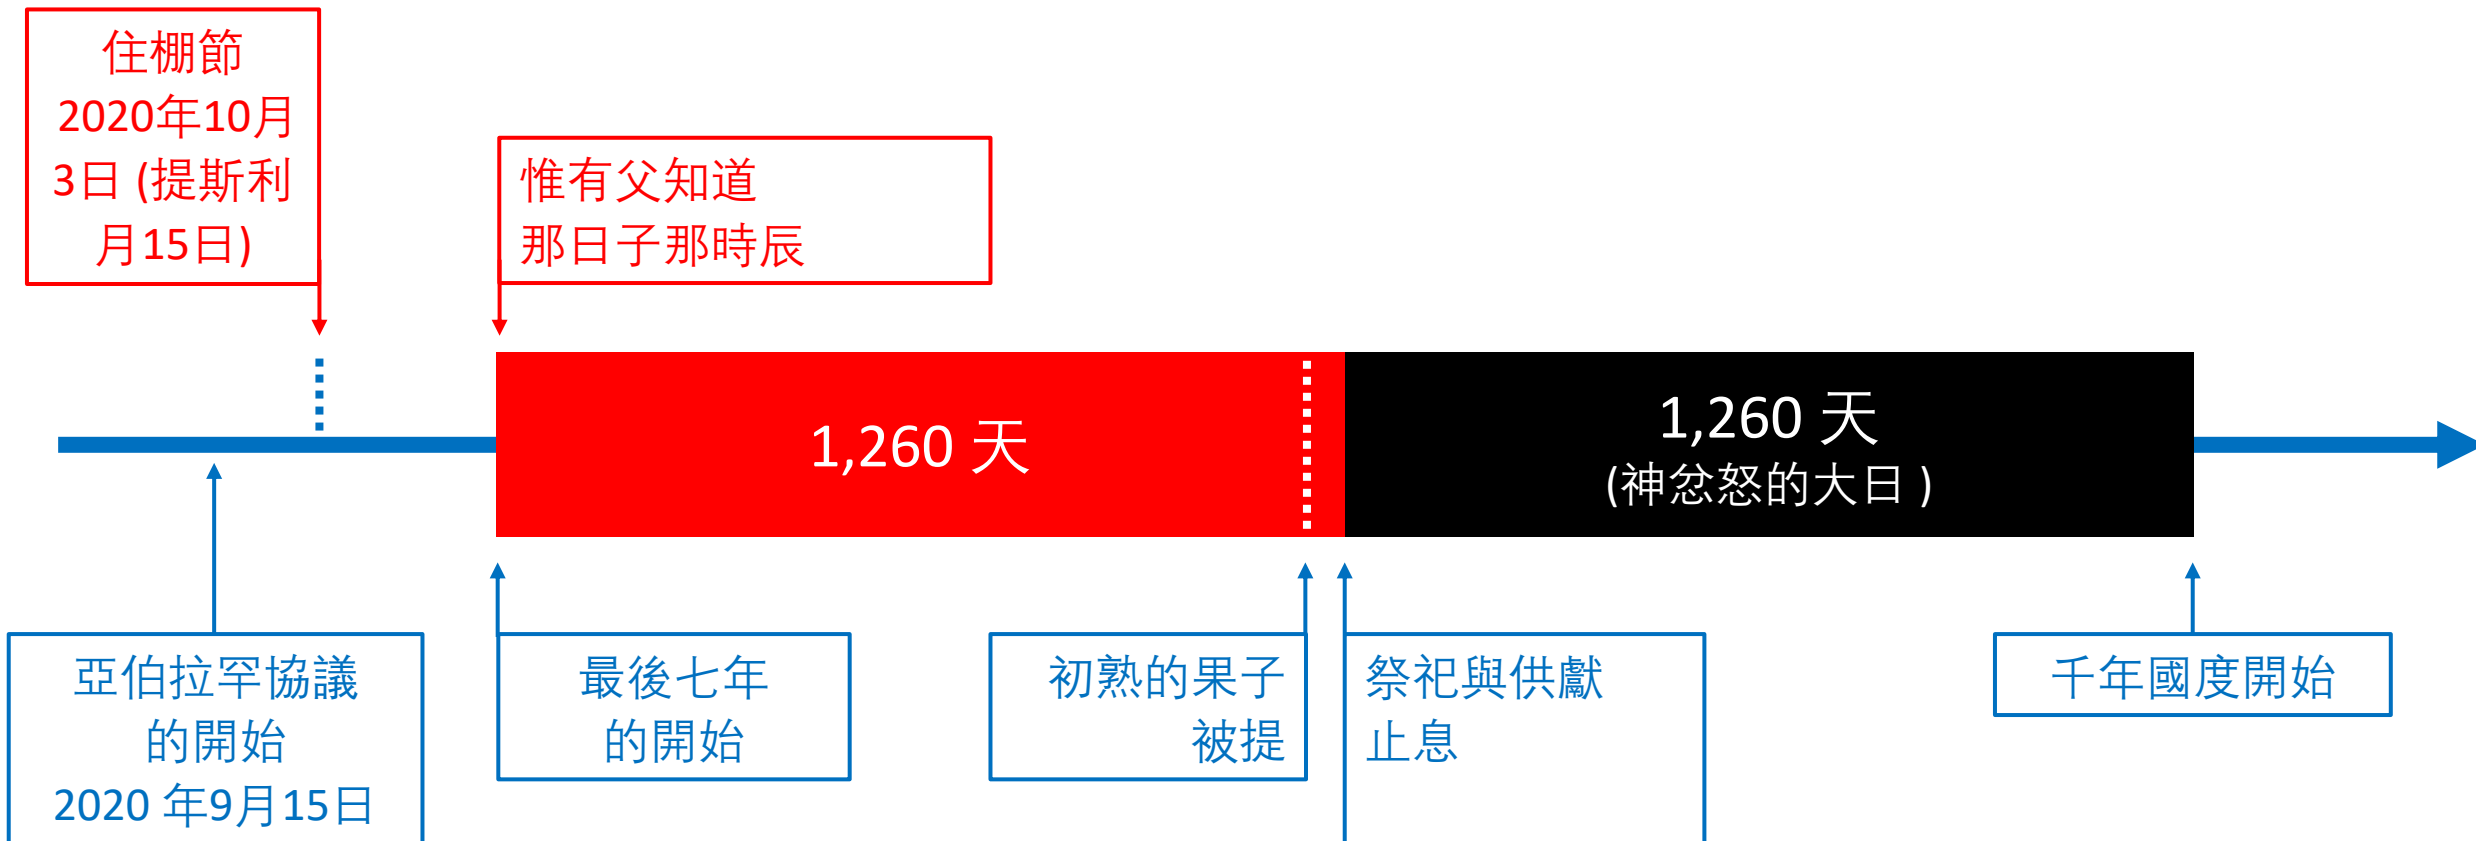 住棚節
2020年10月
3日 (提斯利
月15日)
惟有父知道
那日子那時辰
1,260 天
1,260 天
(神忿怒的大日 )
亞伯拉罕協議
的開始
2020 年9月15日
最後七年
的開始
初熟的果子
被提
祭祀與供獻
止息
千年國度開始